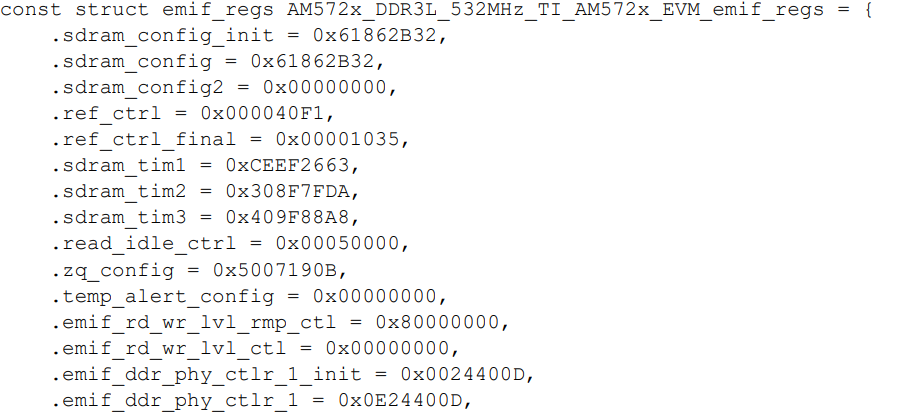 const struct emif_regs AM572x_DDR3L_532MHz_TI_AM572x_EVM_emif_regs = {
.sdram_config_init = 0x61862B32,
.sdram_config = 0x61862B32,
.sdram_config2 = 0x00000000,
.ref_ctrl = 0x000040F1,
.ref_ctrl_final = 0x00001035,
.sdram_tim1 = 0xCEEF2663,
.sdram_tim2 = 0x308F7FDA,
.sdram_tim3 = 0x409F88A8,
.read_idle_ctrl = 0x00050000,
.zq_config = 0x5007190B,
.temp_alert_config = 0x00000000,
.emif_rd_wr_lvl_rmp_ctl = 0x80000000,
.emif_rd_wr_lvl_ctl = 0x00000000,
.emif_ddr_phy_ctlr_1_init = 0x0024400D,
.emif_ddr_phy_ctlr_1 = 0x0E24400D,